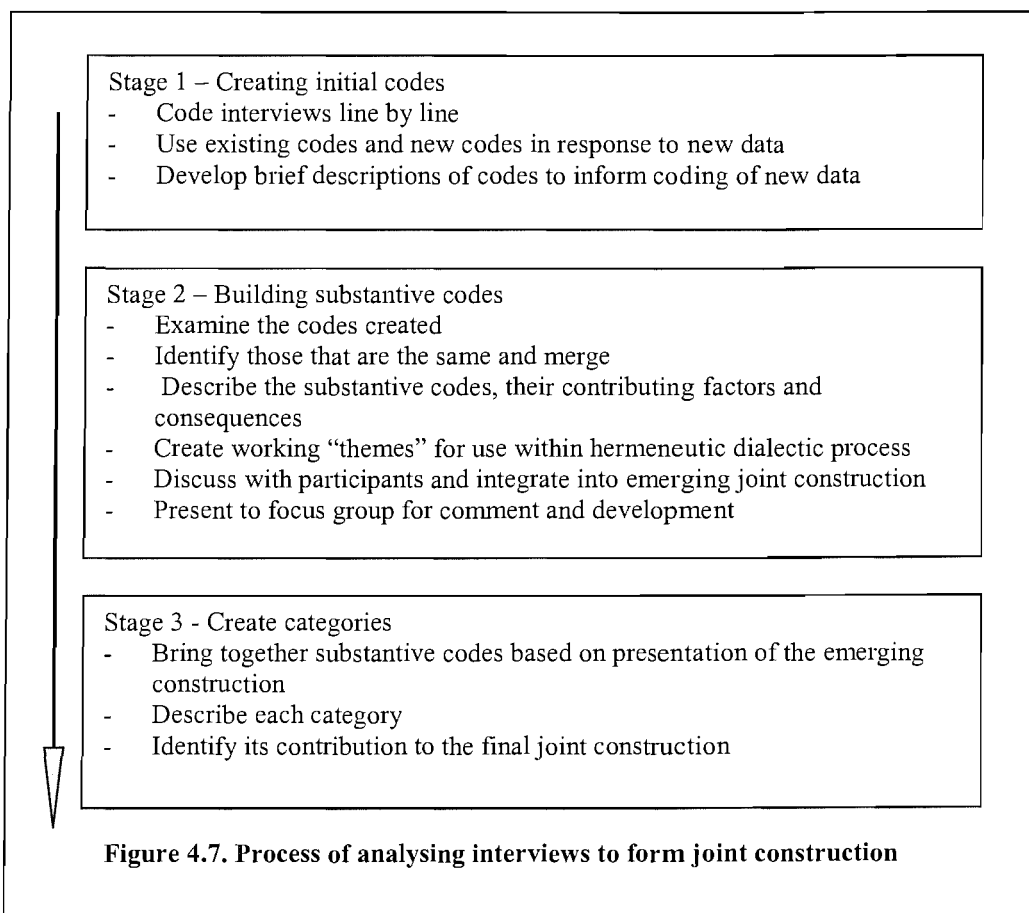 Stage 1 – Creating initial codes
- Code interviews line by line
- Use existing codes and new codes in response to new data
- Develop brief descriptions of codes to inform coding of new data
Stage 2 – Building substantive codes
- Examine the codes created
- Identify those that are the same and merge
- Describe the substantive codes, their contributing factors and
consequences
- Create working “themes” for use within hermeneutic dialectic process
- Discuss with participants and integrate into emerging joint construction
- Present to focus group for comment and development
Stage 3 - Create categories
- Bring together substantive codes based on presentation of the emerging
construction
- Describe each category
- Identify its contribution to the final joint construction
Figure 4.7. Process of analysing interviews to form joint construction